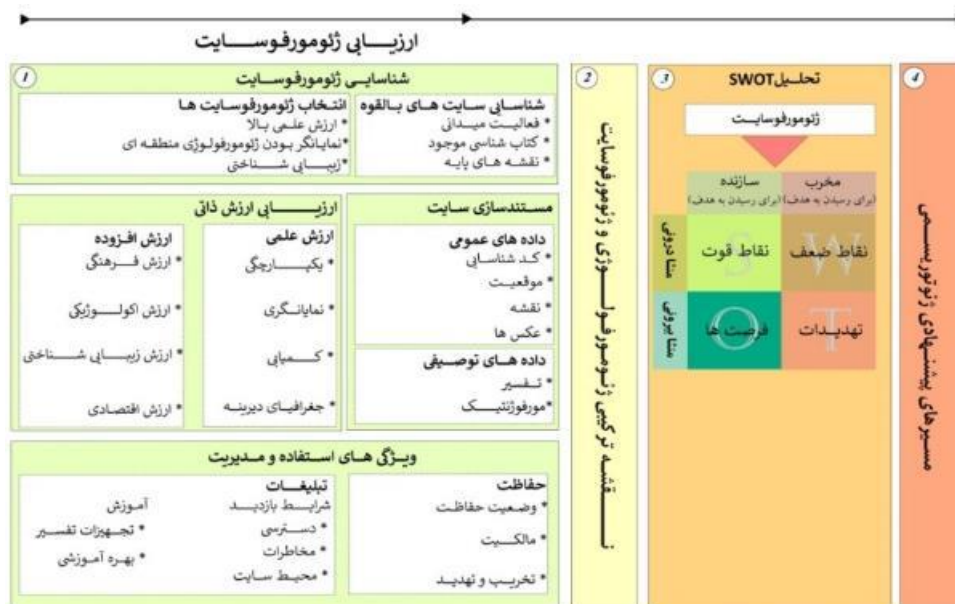 ارزیابی ژئومورفوسایت
1
شناسایی ژئومورفوسایت
شناسایی سایت های بالقوه
* فعالیت میدانی
* کتاب شناسی موجود
* نقشه های پایه
انتخاب ژئومورفوسایت ها
* ارزش علمی بالا
*نمایانگر بودن ژئومورفولوژی منطقه ای
*زیبایی شناختی
مستندسازی سایت
داده های عمومی
* کد شناسایی
* موقعیت
* نقشه
* عکس ها
داده های توصیفی
* تفسیر
*مورفوژنتیک
ارزیابی ارزش ذاتی
ارزش علمی
* یکپارچگی
* نمایانگری
* کمیابی
* جغرافیای دیرینه
ارزش افزوده
* ارزش فرهنگی
* ارزش اکولوژیکی
* ارزش زیبایی شناختی
* ارزش اقتصادی
ویژگی های استفاده و مدیریت
حفاظت
* وضعیت حفاظت
* مالکیت
* تخریب و تهدید
تبلیغات
شرایط بازدید
* دسترسی
* مخاطرات
* محیط سایت
آموزش
* تجهیزات تفسیر
* بهره آموزشی
2
نقشه ترکیبی ژئومورفولوژی و ژئومورفوسایت
3
تحلیل SWOT
ژئومورفوسایت
مخرب
(برای رسیدن به هدف)
سازنده
(برای رسیدن به هدف)
منشا درونی
نقاط قوت
S
نقاط ضعف
W
منشا بیرونی
فرصت ها
O
تهدیدات
T
4
مسیرهای پیشنهادی ژئوتوریسمی